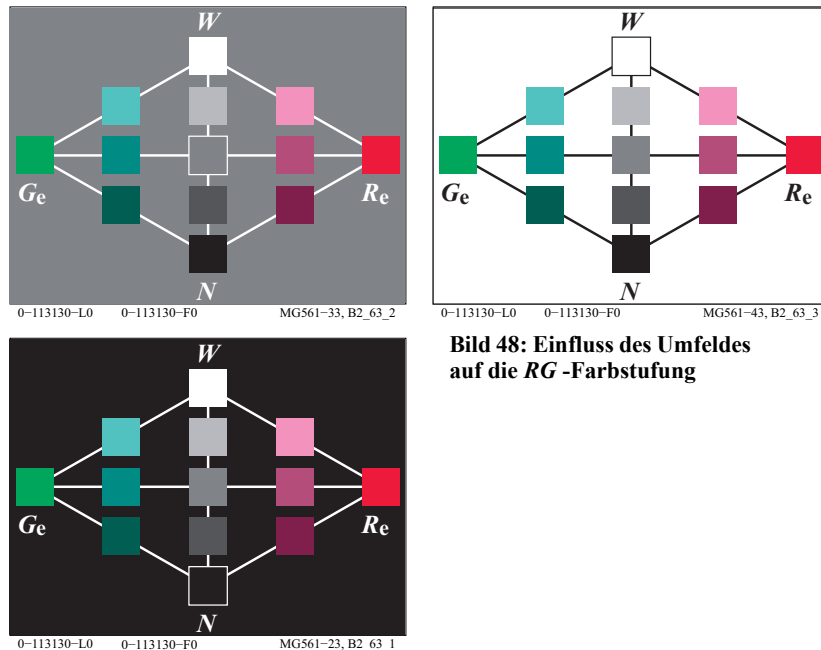 W
Ge
Re
N
0−113130−L0 0−113130−F0 MG561−33, B2_63_2
W
Ge
Re
N
0−113130−L0 0−113130−F0 MG561−43, B2_63_3
Bild 48: Einfluss des Umfeldes
auf die RG -Farbstufung
W
Ge
Re
N
0−113130−L0 0−113130−F0 MG561−23, B2_63_1